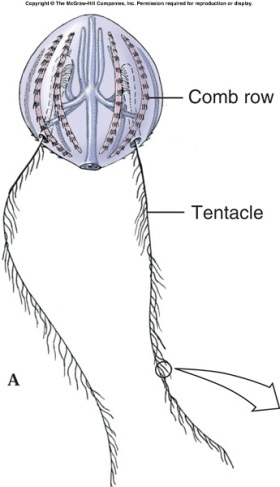 Copyright © The McGraw-Hill Companies, Inc. Permission required for reproduction or display.
Comb row
Tentacle
A